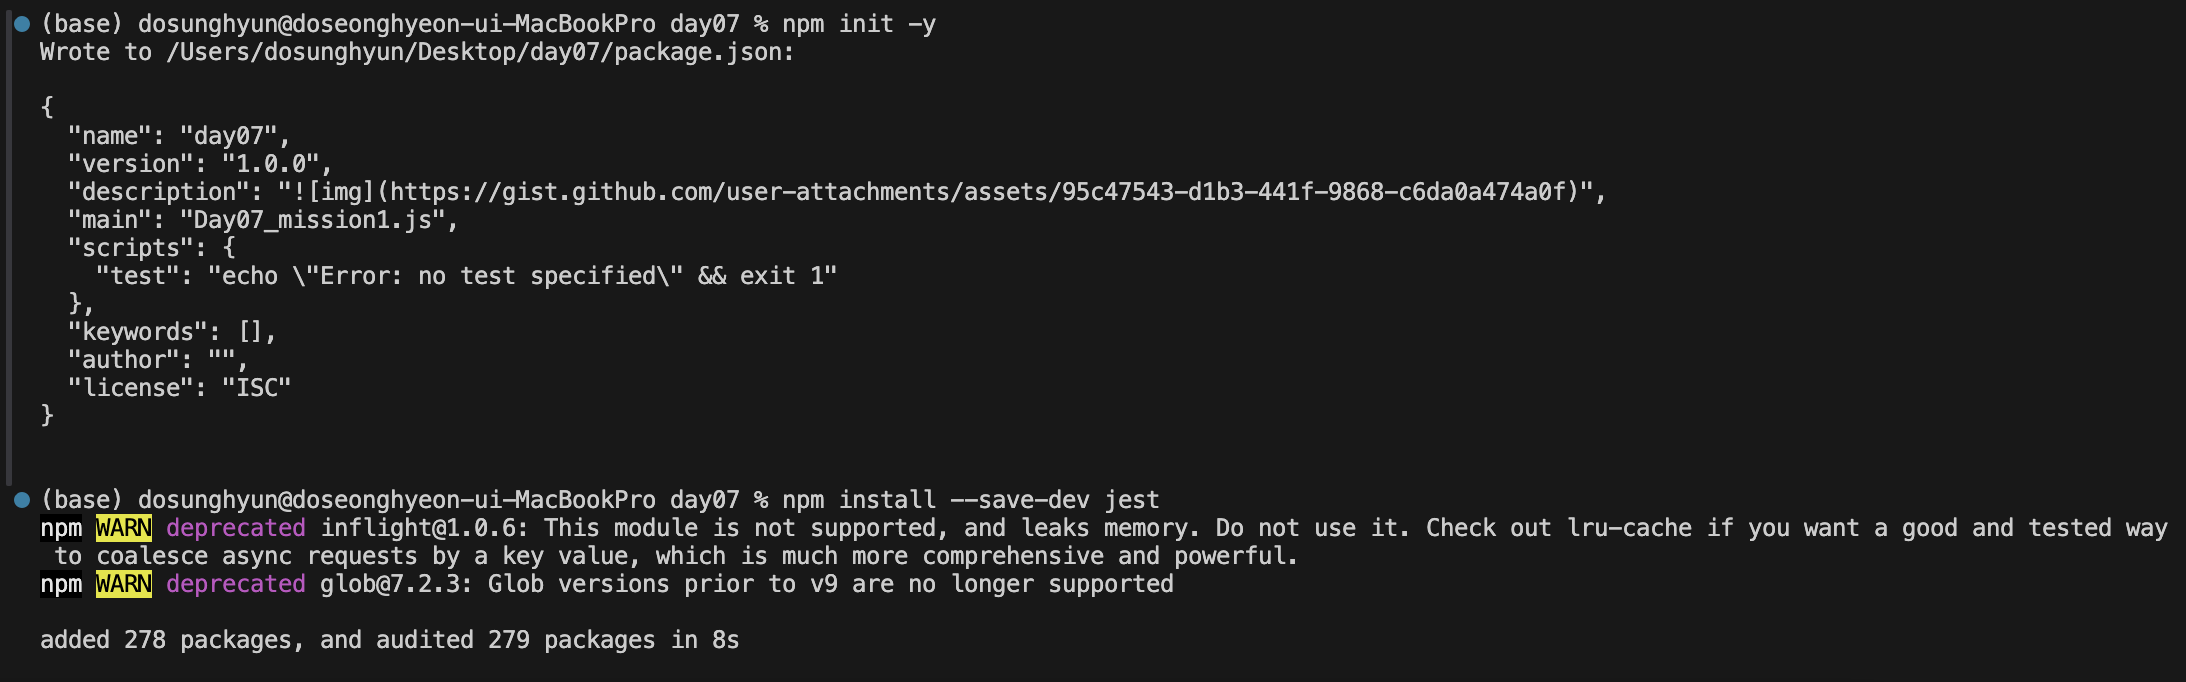 (base) dosunghyun@doseonghyeon-ui-MacBookPro day07 % npm init -y
Wrote to /Users/dosunghyun/Desktop/day07/package.json:
{
  "name": "day07",
  "version": "1.0.0",
  "description": "![img](https://gist.github.com/user-attachments/assets/95c47543-d1b3-441f-9868-c6da0a474a0f)",
  "main": "Day07_mission1.js",
  "scripts": {
    "test": "echo \"Error: no test specified\" && exit 1"
  },
  "keywords": [],
  "author": "",
  "license": "ISC"
}
(base) dosunghyun@doseonghyeon-ui-MacBookPro day07 % npm install --save-dev jest
npm WARN deprecated inflight@1.0.6: This module is not supported, and leaks memory. Do not use it. Check out lru-cache if you want a good and tested way
 to coalesce async requests by a key value, which is much more comprehensive and powerful.
npm WARN deprecated glob@7.2.3: Glob versions prior to v9 are no longer supported
added 278 packages, and audited 279 packages in 8s